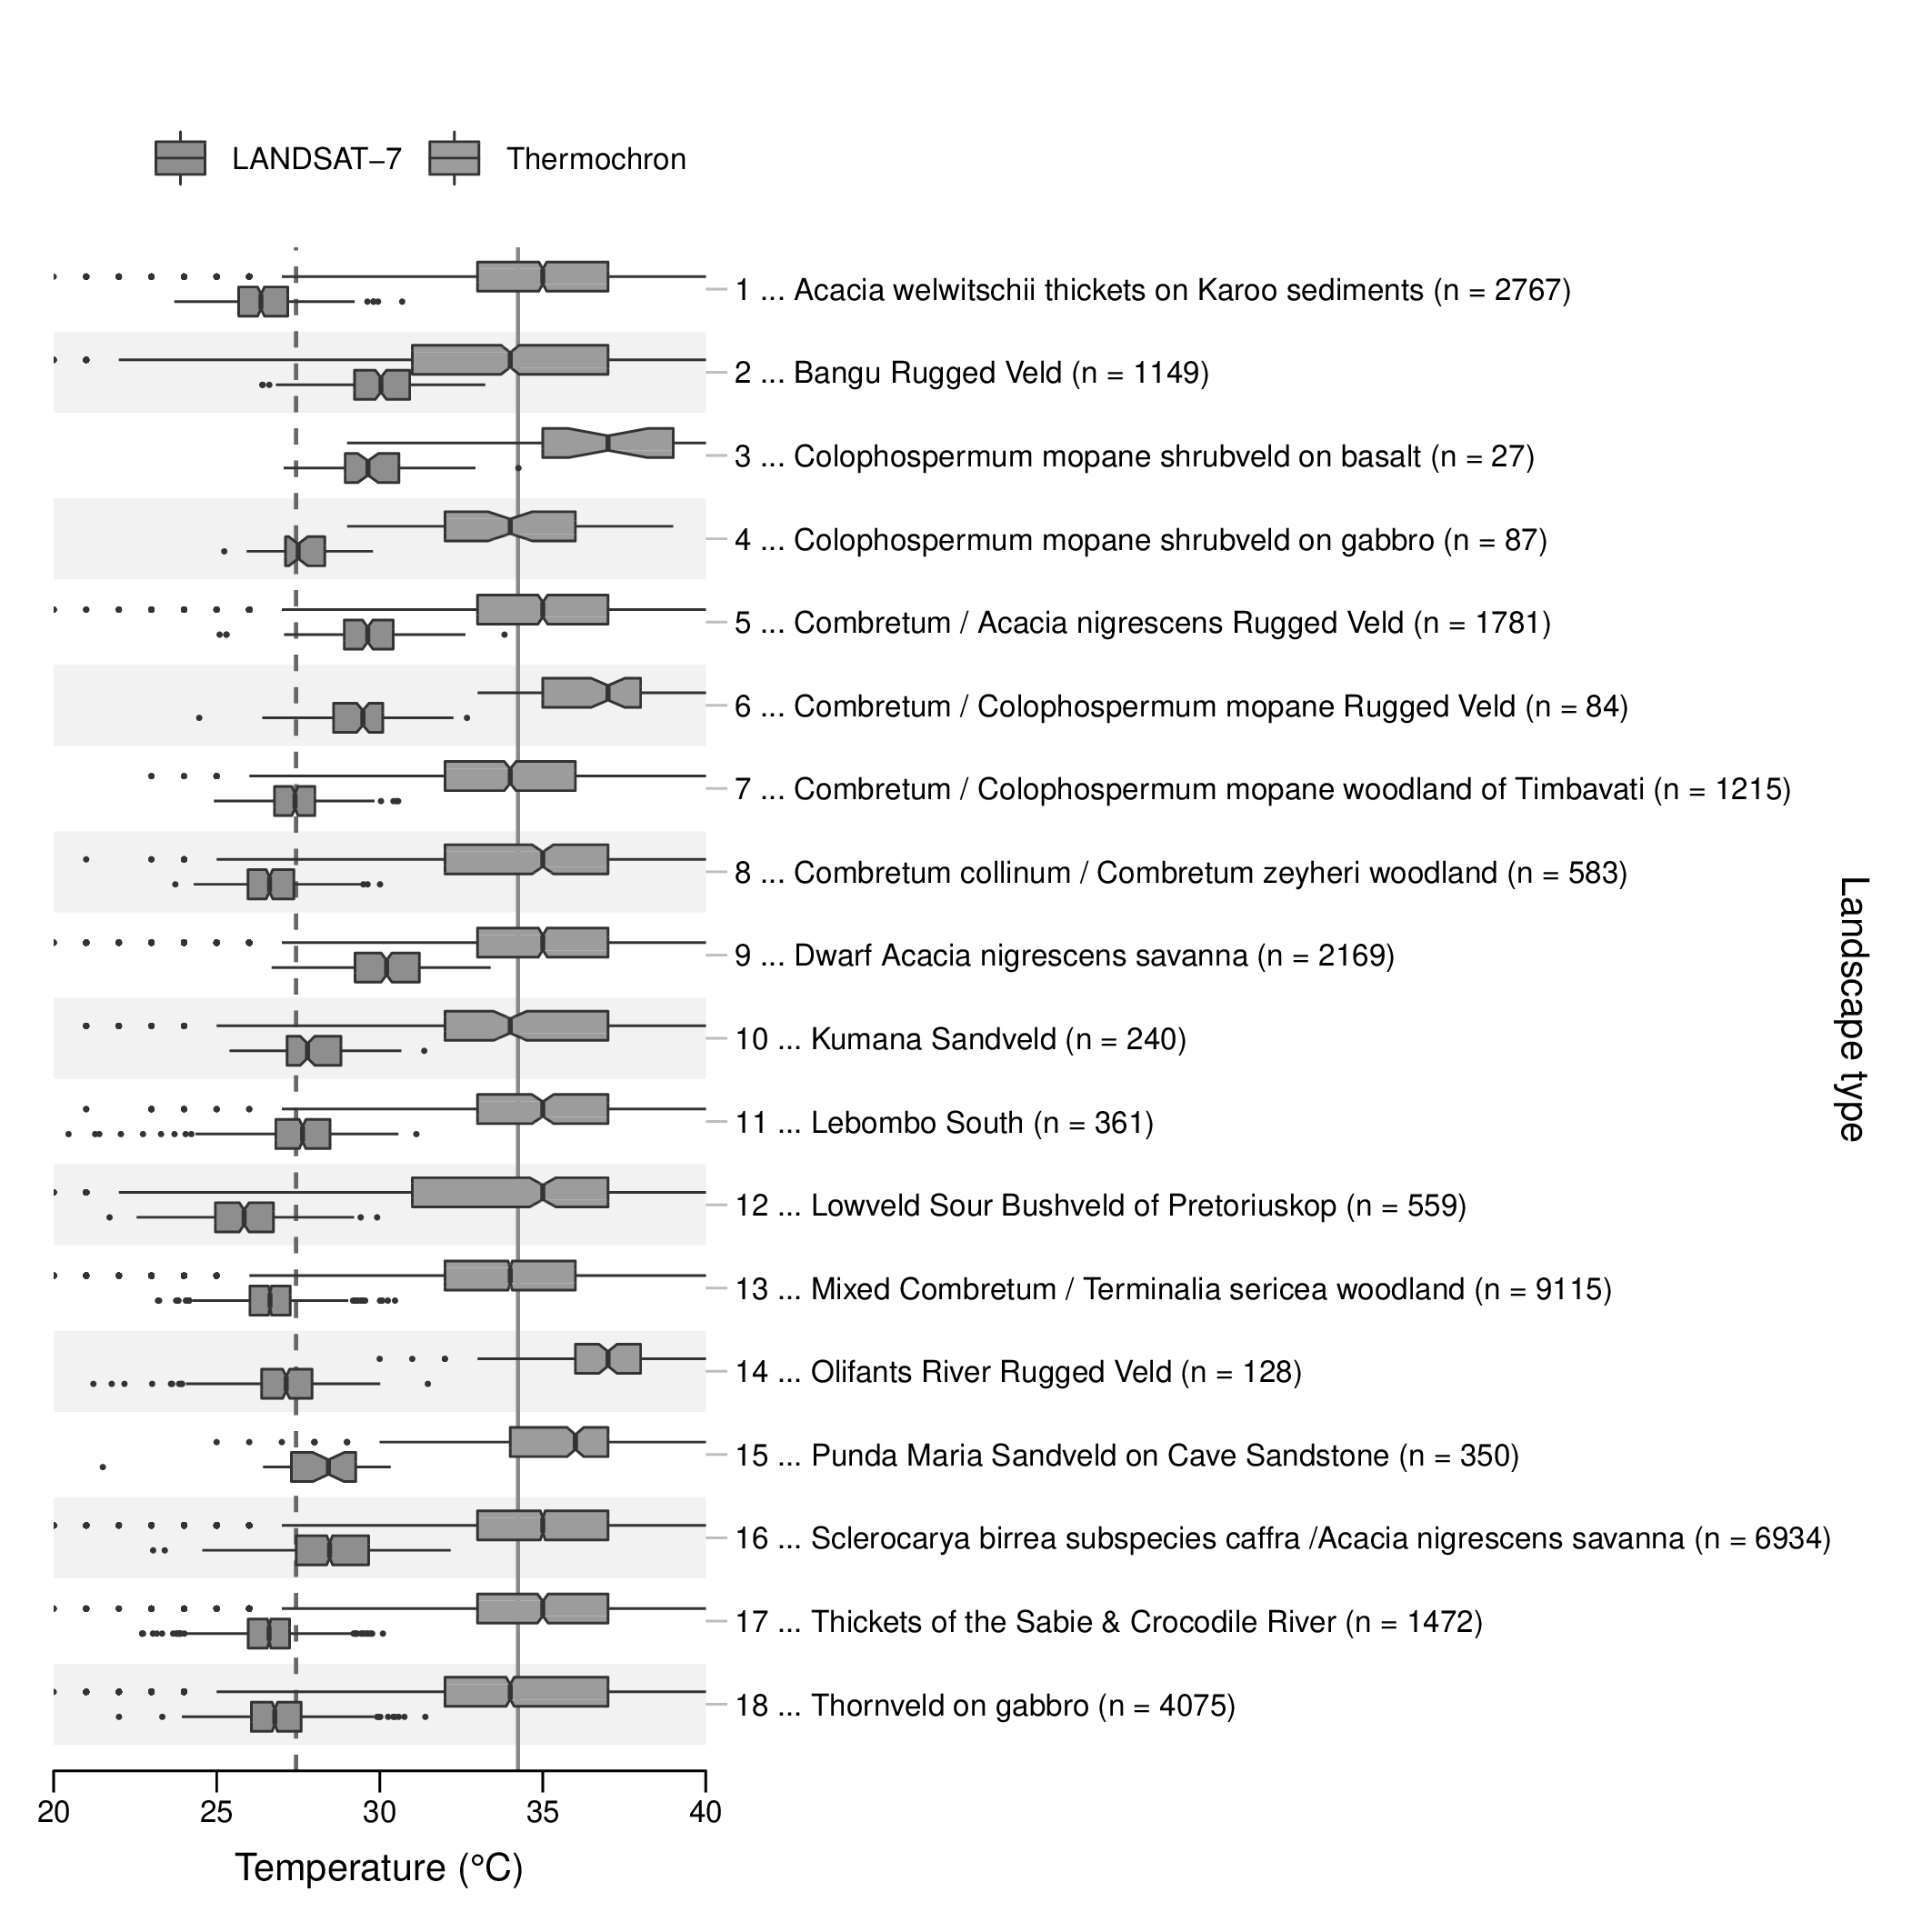 LANDSAT−7 Thermochron
1 ... Acacia welwitschii thickets on Karoo sediments (n = 2767)
2 ... Bangu Rugged Veld (n = 1149)
3 ... Colophospermum mopane shrubveld on basalt (n = 27)
4 ... Colophospermum mopane shrubveld on gabbro (n = 87)
5 ... Combretum / Acacia nigrescens Rugged Veld (n = 1781)
6 ... Combretum / Colophospermum mopane Rugged Veld (n = 84)
7 ... Combretum / Colophospermum mopane woodland of Timbavati (n = 1215)
8 ... Combretum collinum / Combretum zeyheri woodland (n = 583)
9 ... Dwarf Acacia nigrescens savanna (n = 2169)
10 ... Kumana Sandveld (n = 240)
11 ... Lebombo South (n = 361)
12 ... Lowveld Sour Bushveld of Pretoriuskop (n = 559)
13 ... Mixed Combretum / Terminalia sericea woodland (n = 9115)
14 ... Olifants River Rugged Veld (n = 128)
15 ... Punda Maria Sandveld on Cave Sandstone (n = 350)
16 ... Sclerocarya birrea subspecies caffra /Acacia nigrescens savanna (n = 6934)
17 ... Thickets of the Sabie & Crocodile River (n = 1472)
18 ... Thornveld on gabbro (n = 4075)
Landscape type
20 25 30 35 40
Temperature (°C)